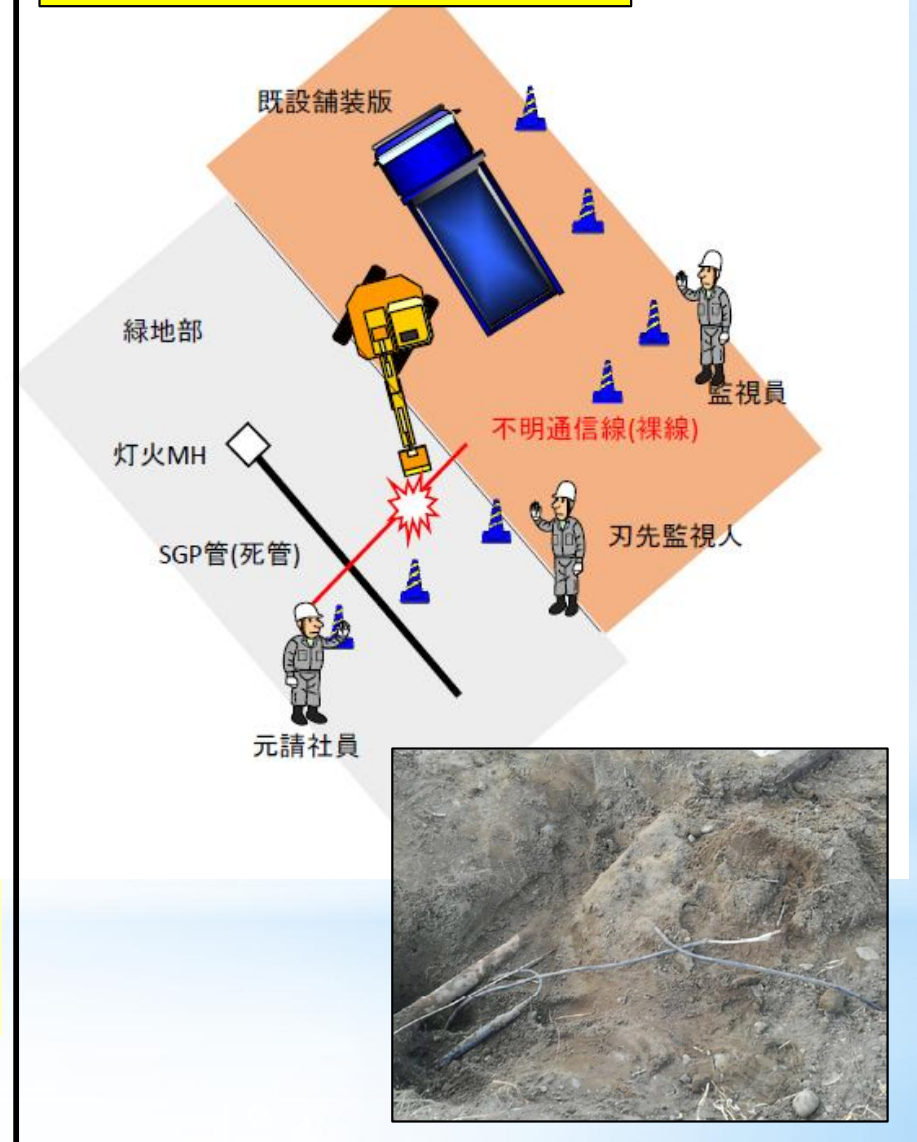 既設舗装版
緑地部
監視員
不明通信線(裸線)
灯火MH
刃先監視人
SGP管(死管)
元請社員